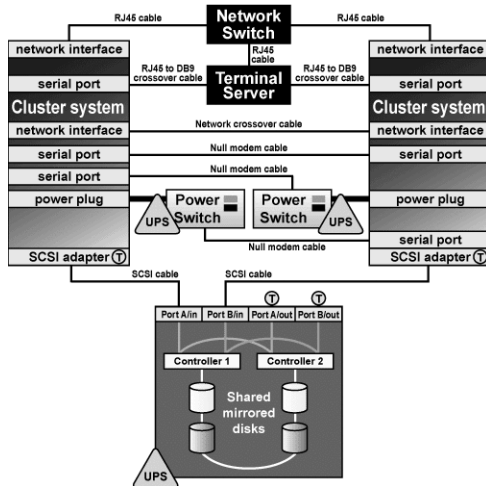 RJ45 cable
Network
Switch
RJ45 cable
network interface
RJ45
cable
network interface
RJ45 to DB9
crossover cable
RJ45 to DB9
crossover cable
serial port
Terminal
Server
serial port
Cluster system
Cluster system
network interface
Network crossover cable
network interface
serial port
Null modem cable
serial port
serial port
Null modem cable
power plug
Power
Switch
UPS
Power
Switch
UPS
power plug
Null modem cable
serial port
SCSI adapter T
SCSI adapter T
SCSI cable
SCSI cable
T
T
Port A/in
Port B/in
Port A/out
Port B/out
Controller 1
Controller 2
Shared
mirrored
disks
UPS